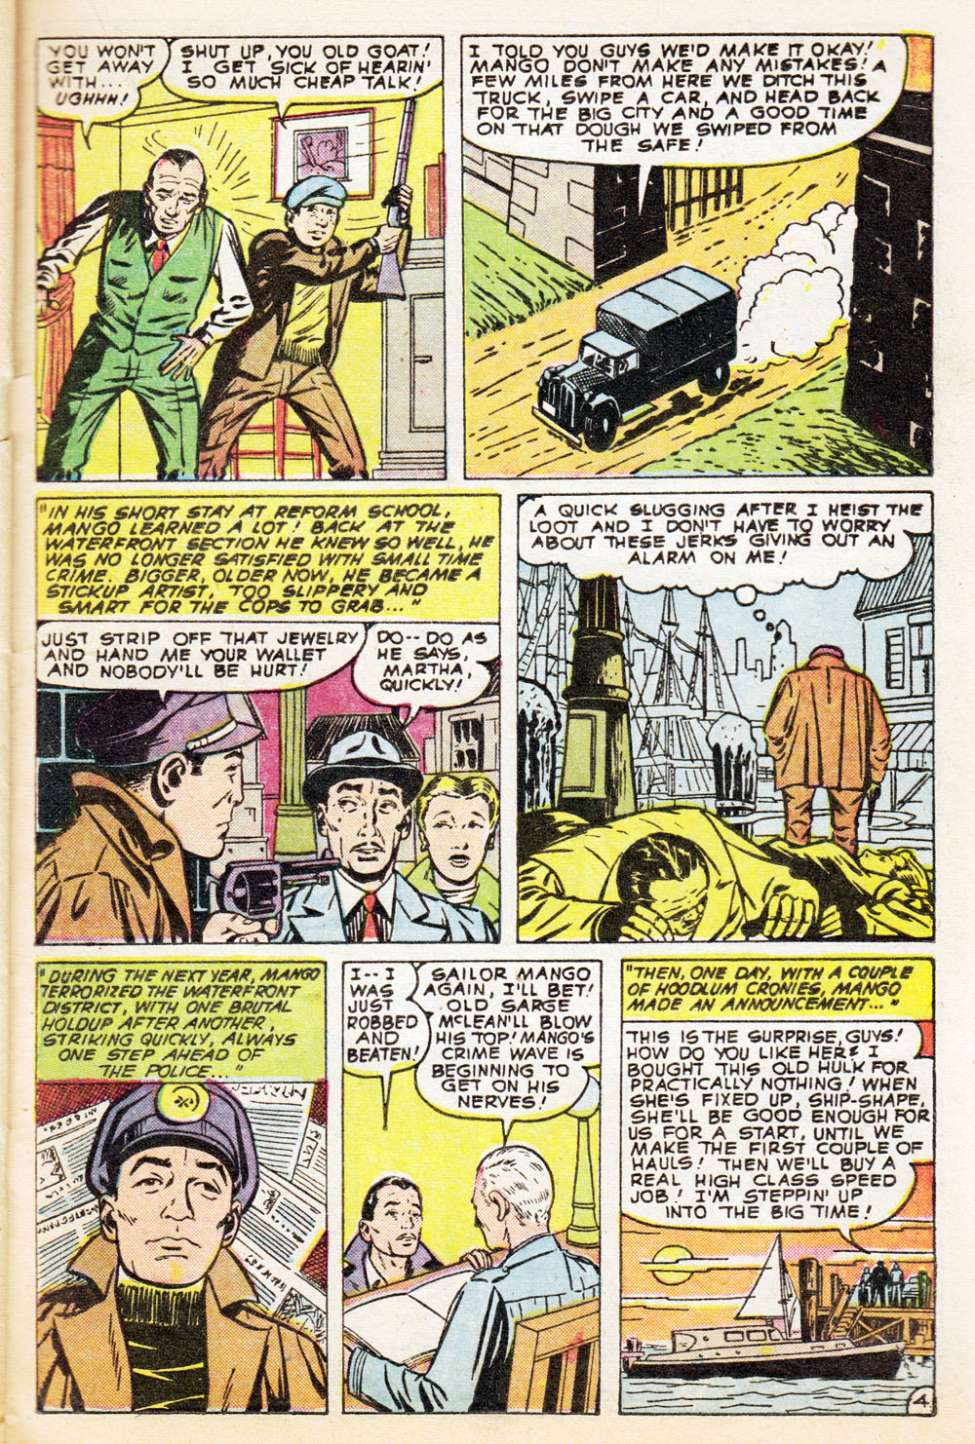 YOU WON'T
GET AWAY
WITH...
UGHHH!
SHUT UP, YOU OLD GOAT!
I GET 'SICK OF HEARIN'
SO MUCH CHEAP TALK!
I TOLD YOU GUYS WE'D MAKE IT OKAY!
MANGO DON'T MAKE ANY MISTAKES! A
FEW MILES FROM HERE WE DITCH THIS
TRUCK, SWIPE A CAR, AND HEAD BACK
FOR THE BIG CITY AND A GOOD TIME
ON THAT DOUGH WE SWIPED FROM
THE SAFE!
"IN HIS SHORT STAY AT REFORM SCHOOL,
MANGO LEARNED A LOT! BACK AT THE
WATERFRONT SECTION HE KNEW SO WELL, HE
WAS NO LONGER SATISFIED WITH SMALL TIME
CRIME. BIGGER, OLDER NOW, HE BECAME A
STICKUP ARTIST, TOO SLIPPERY AND
SMART FOR THE COPS TO GRAB..."
JUST STRIP OFF THAT JEWELRY
AND HAND ME YOUR WALLET
AND NOBODY'LL BE HURT!
DO-- DO AS
HE SAYS,
MARTHA,
QUICKLY!
A QUICK SLUGGING AFTER I HEIST THE
LOOT AND I DON'T HAVE TO WORRY
ABOUT THESE JERKS GIVING OUT AN
ALARM ON ME!
"DURING THE NEXT YEAR, MANGO
TERRORIZED THE WATERFRONT
DISTRICT, WITH ONE BRUTAL
HOLDUP AFTER ANOTHER,
STRIKING QUICKLY, ALWAYS
ONE STEP AHEAD OF
THE POLICE..."
I-- I
WAS
JUST
ROBBED
AND
BEATEN!
SAILOR MANGO
AGAIN, I'LL BET!
OLD SARGE
McLEAN'LL BLOW
HIS TOP! MANGO'S
CRIME WAVE IS
BEGINNING TO
GET ON HIS
NERVES!
"THEN, ONE DAY, WITH A COUPLE
OF HOODLUM CRONIES, MANGO
MADE AN ANNOUNCEMENT..."
THIS IS THE SURPRISE, GUYS!
HOW DO YOU LIKE HER? I
BOUGHT THIS OLD HULK FOR
PRACTICALLY NOTHING! WHEN
SHE'S FIXED UP, SHIP-SHAPE,
SHE'LL BE GOOD ENOUGH FOR
US FOR A START, UNTIL WE
MAKE THE FIRST COUPLE OF
HAULS! THEN WE'LL BUY A
REAL HIGH CLASS SPEED
JOB! I'M STEPPIN' UP
INTO THE BIG TIME!
4